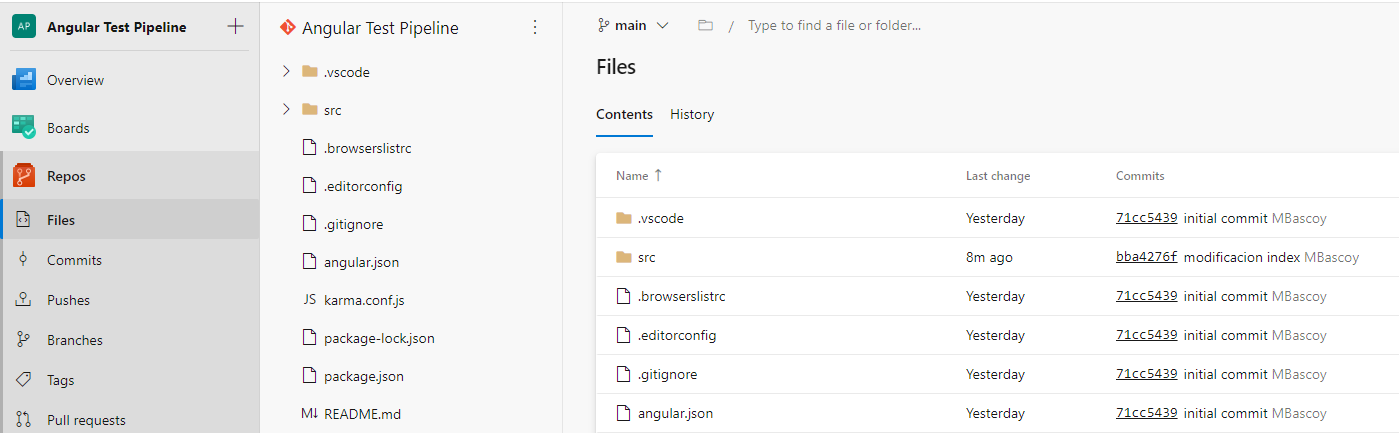 AP Angular Test Pipeline
Overview
Boards
Repos
Files
Commits
Pushes
Branches
Tags
Pull requests
Angular Test Pipeline
.vscode
src
.browserslistrc
.editorconfig
.gitignore
angular.json
JS karma.conf.js
package-lock.json
package.json
M↓ README.md
main / Type to find a file or folder...
Files
Contents History
Name ↑ Last change Commits
.vscode Yesterday 71cc5439 initial commit MBascoy
src 8m ago bba4276f modificacion index MBascoy
.browserslistrc Yesterday 71cc5439 initial commit MBascoy
.editorconfig Yesterday 71cc5439 initial commit MBascoy
.gitignore Yesterday 71cc5439 initial commit MBascoy
angular.json Yesterday 71cc5439 initial commit MBascoy